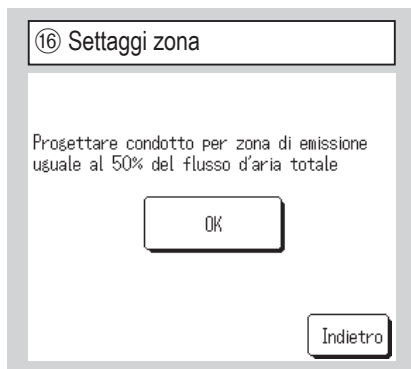 ⑯ Settaggi zona
Progettare condotto per zona di emissione
uguale al 50% del flusso d'aria totale
OK
Indietro